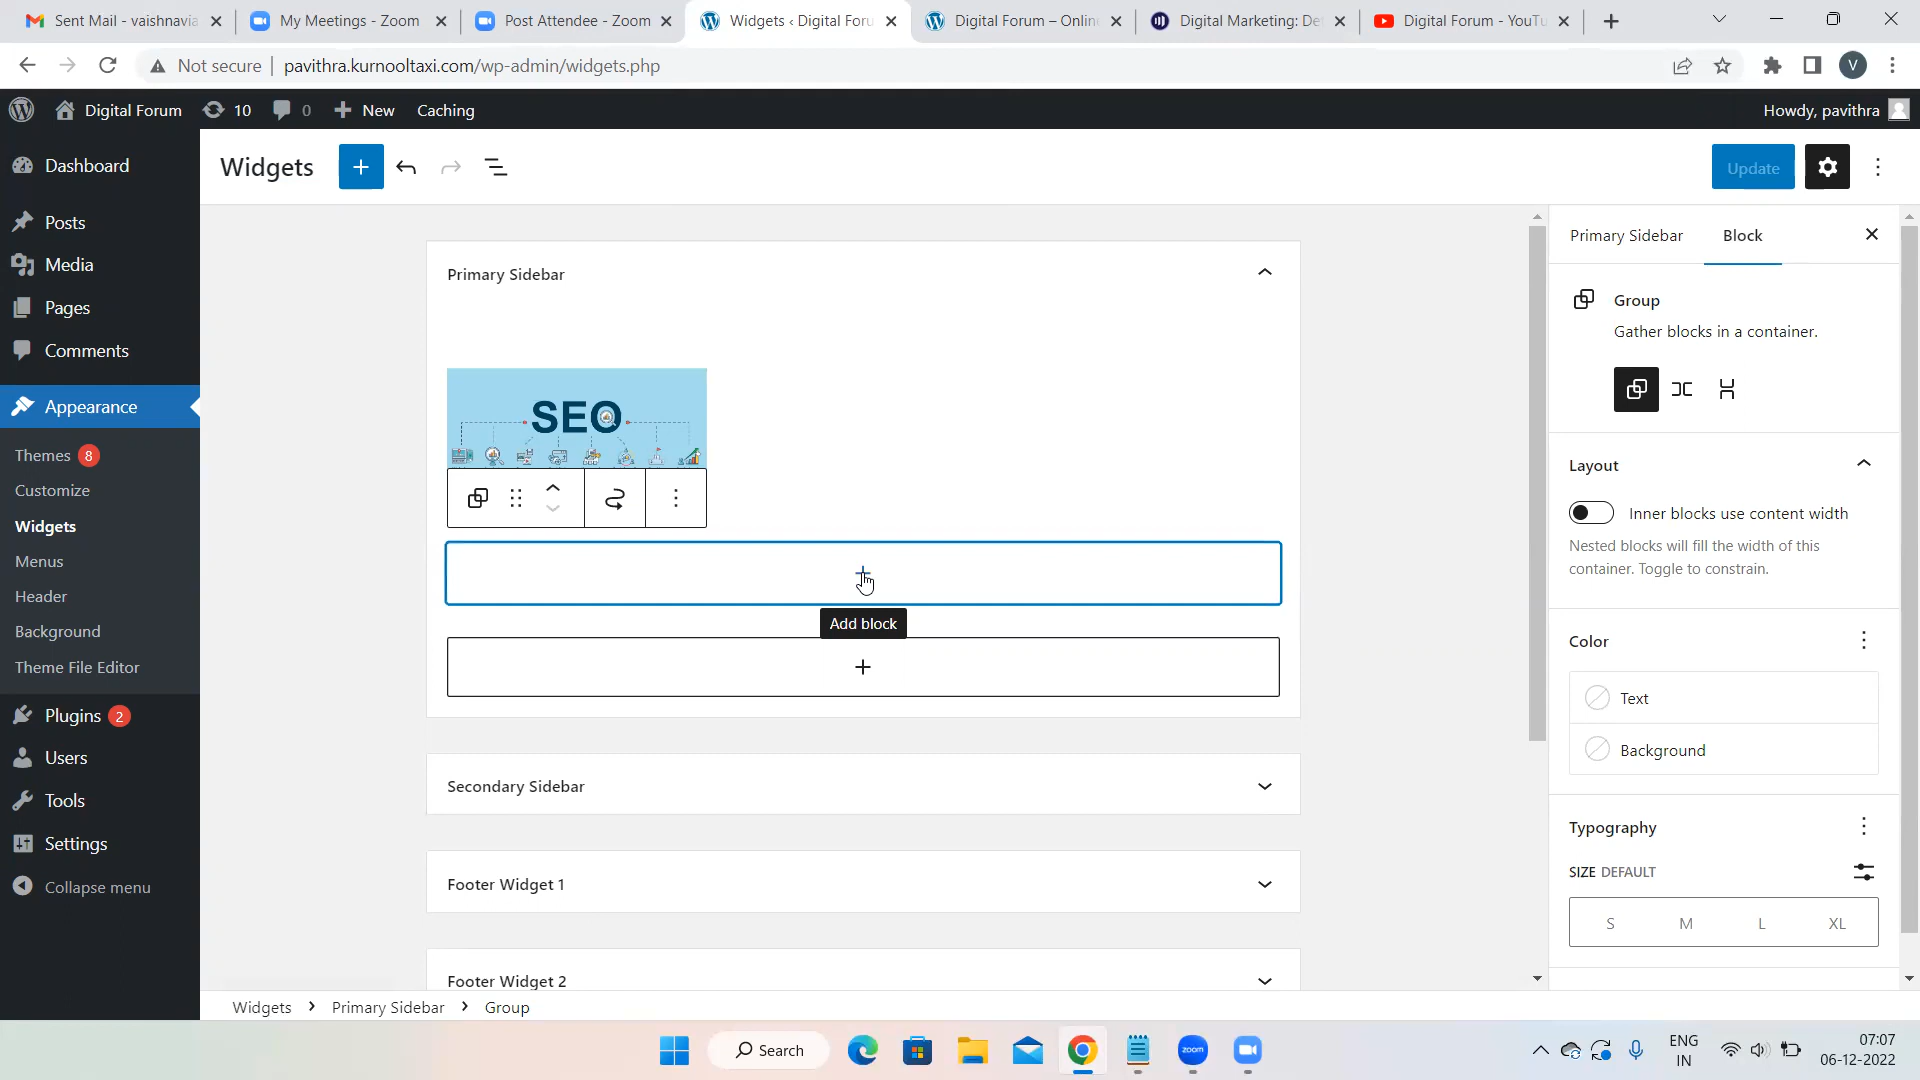 Sent Mail - vaishnavia
My Meetings - Zoom
Post Attendee - Zoom
Widgets ‹ Digital Foru
Digital Forum – Onlin
Digital Marketing: De
Digital Forum - YouTu
Not secure
pavithra.kurnooltaxi.com/wp-admin/widgets.php
V
Digital Forum
10
0
New
Caching
Howdy, pavithra
Dashboard
Posts
Media
Pages
Comments
Appearance
Themes 8
Customize
Widgets
Menus
Header
Background
Theme File Editor
Plugins 2
Users
Tools
Settings
Collapse menu
Widgets
Update
Primary Sidebar
SEO
Add block
Secondary Sidebar
Footer Widget 1
Footer Widget 2
Primary Sidebar
Block
Group
Gather blocks in a container.
Layout
Inner blocks use content width
Nested blocks will fill the width of this
container. Toggle to constrain.
Color
Text
Background
Typography
SIZE DEFAULT
S M L XL
Widgets > Primary Sidebar > Group
Search
zoom
ENG
IN
07:07
06-12-2022